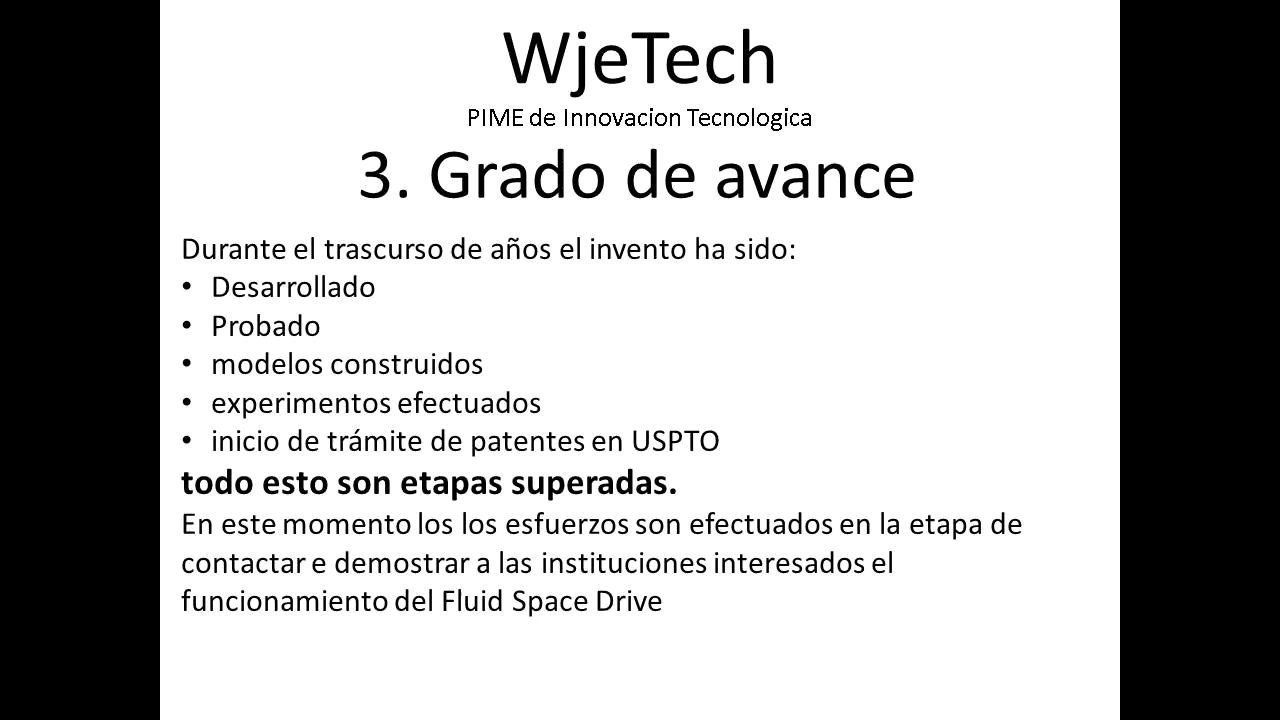 WjeTech
PIME de Innovacion Tecnologica
3. Grado de avance
Durante el trascurso de años el invento ha sido:
• Desarrollado
• Probado
• modelos construidos
• experimentos efectuados
• inicio de trámite de patentes en USPTO
todo esto son etapas superadas.
En este momento los los esfuerzos son efectuados en la etapa de
contactar e demostrar a las instituciones interesados el
funcionamiento del Fluid Space Drive